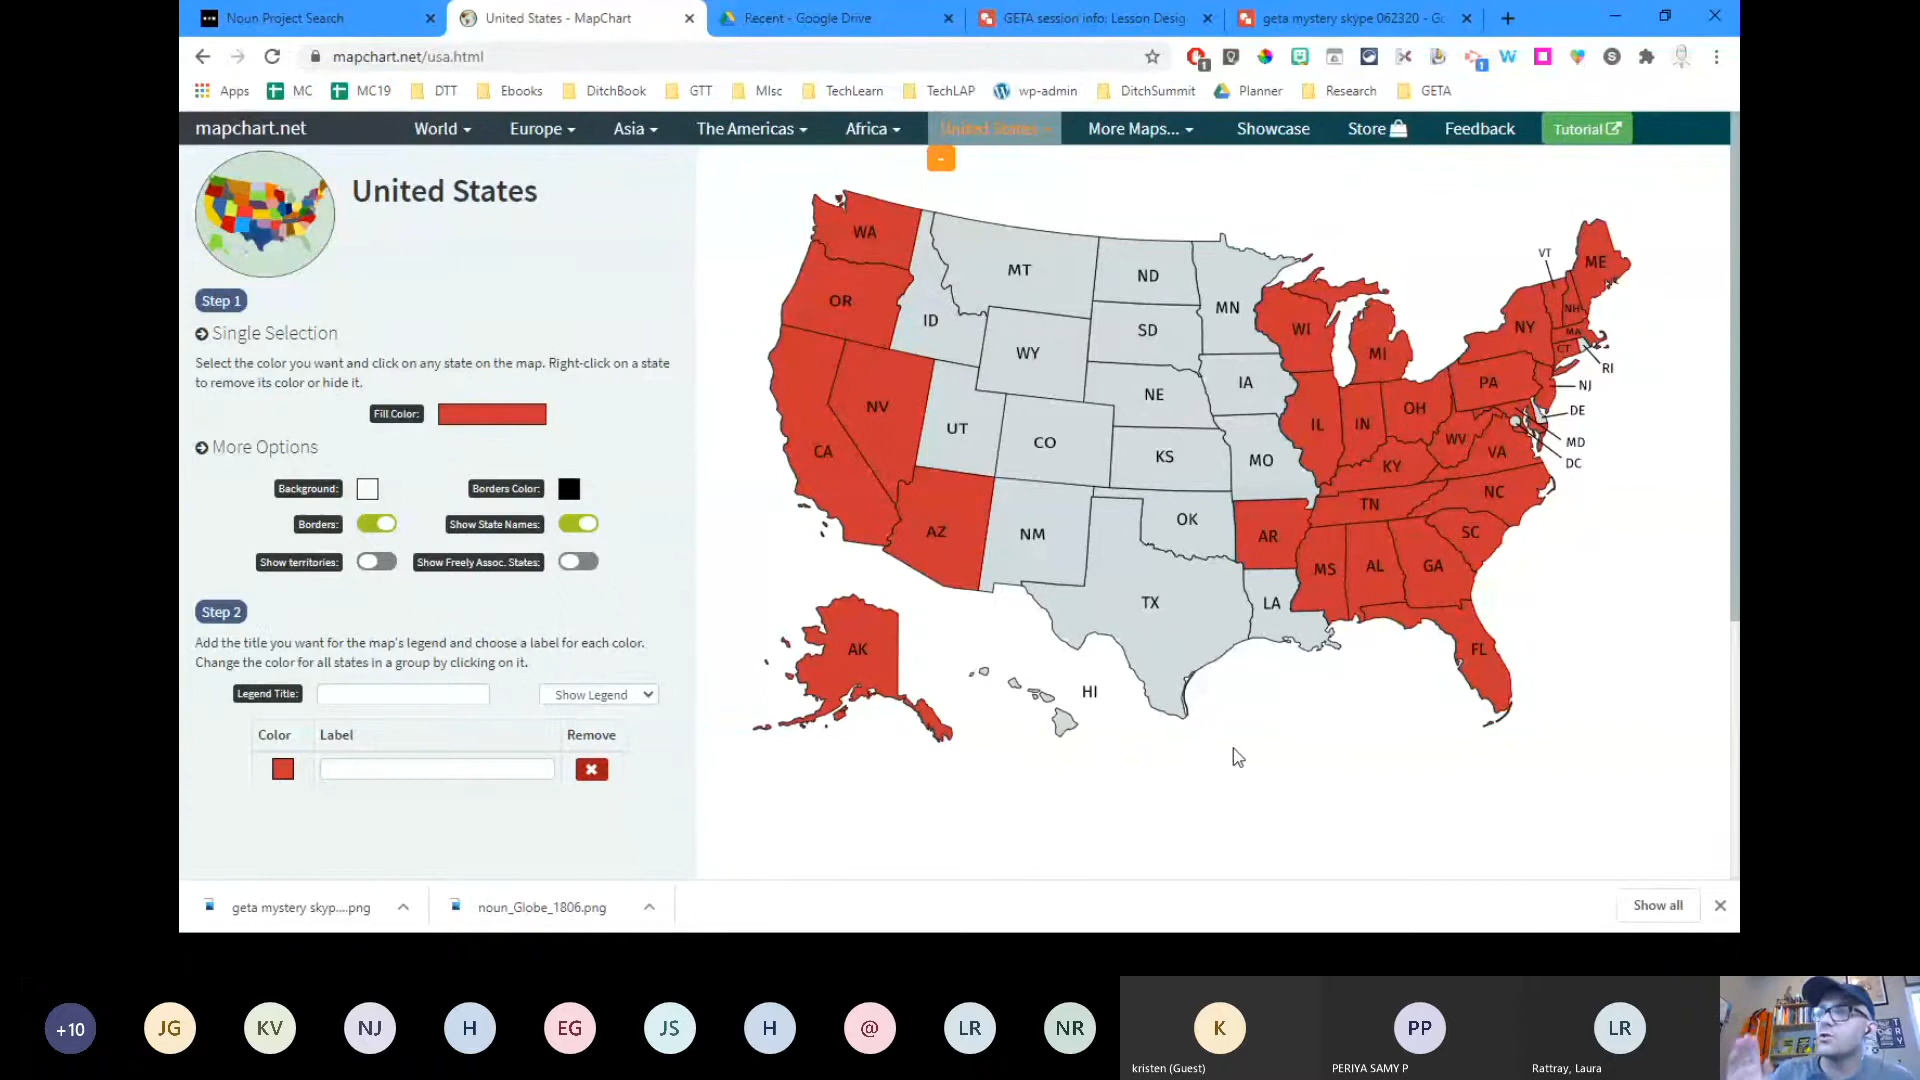 Noun Project Search
United States - MapChart
Recent - Google Drive
GETA session info: Lesson Desig
geta mystery skype 062320 - Go
mapchart.net/usa.html
Apps MC MC19 DTT Ebooks DitchBook GTT MIsc TechLearn TechLAP wp-admin DitchSummit Planner Research GETA
mapchart.net World Europe Asia The Americas Africa United States More Maps... Showcase Store Feedback Tutorial
-
United States
Step 1
Single Selection
Select the color you want and click on any state on the map. Right-click on a state
to remove its color or hide it.
Fill Color:
More Options
Background: Borders Color:
Borders: Show State Names:
Show territories: Show Freely Assoc. States:
Step 2
Add the title you want for the map's legend and choose a label for each color.
Change the color for all states in a group by clicking on it.
Legend Title: Show Legend
Color Label Remove
WA
OR
CA
NV
ID
MT
WY
UT
CO
AZ
NM
ND
SD
NE
KS
OK
TX
MN
IA
MO
AR
LA
WI
IL
MI
IN
OH
KY
TN
MS
AL
GA
FL
SC
NC
VA
WV
PA
NY
VT
NH
ME
MA
CT
RI
NJ
DE
MD
DC
AK
HI
geta mystery skyp....png
noun_Globe_1806.png
Show all
+10 JG KV NJ H EG JS H @ LR NR K PP LR
kristen (Guest)
PERIYA SAMY P
Rattray, Laura